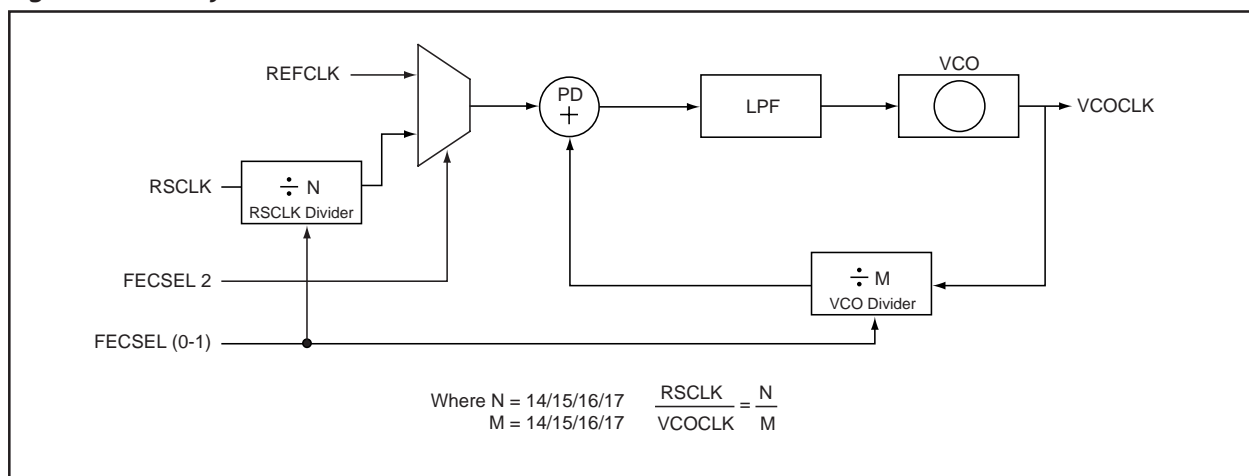 REFCLK
PD
+
LPF
VCO
VCOCLK
RSCLK
÷ N
RSCLK Divider
FECSEL 2
÷ M
VCO Divider
FECSEL (0-1)
Where N = 14/15/16/17
M = 14/15/16/17
RSCLK / VCOCLK = N / M